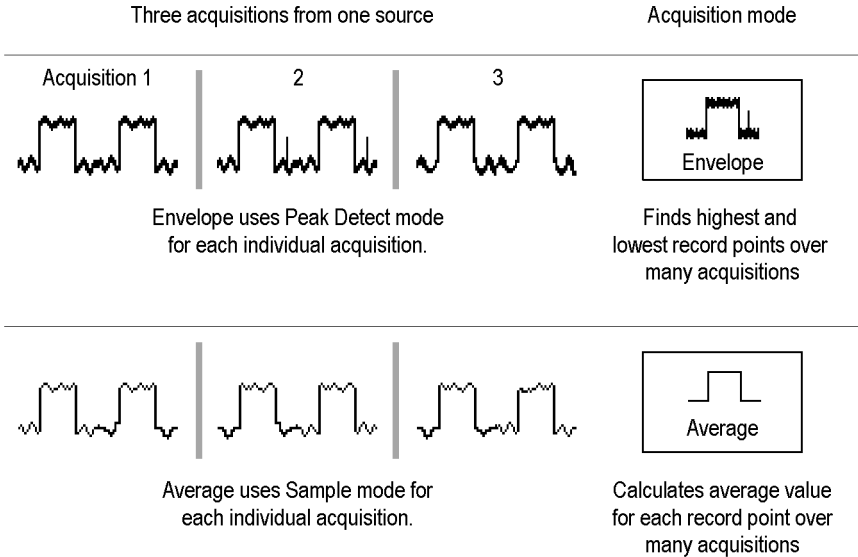 Three acquisitions from one source
Acquisition mode
Acquisition 1
2
3
Envelope
Envelope uses Peak Detect mode
for each individual acquisition.
Finds highest and
lowest record points over
many acquisitions
Average
Average uses Sample mode for
each individual acquisition.
Calculates average value
for each record point over
many acquisitions